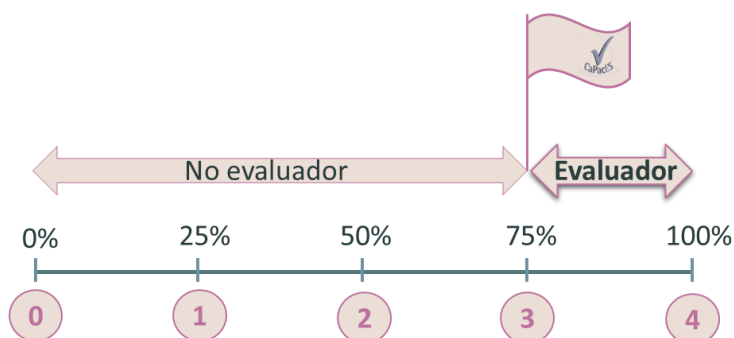 CaPacES
No evaluador
Evaluador
0% 25% 50% 75% 100%
0 1 2 3 4